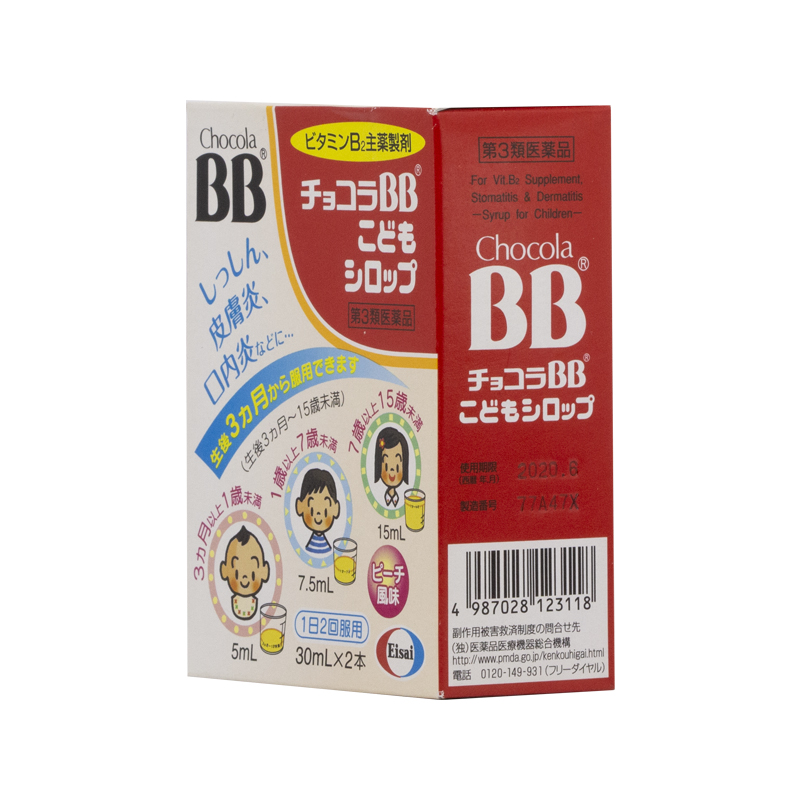 Chocola
BB®
ビタミンB2主薬製剤
チョコラBB®
こども
シロップ
第3類医薬品
しっしん、
皮膚炎、
口内炎などに…
生後3ヵ月から服用できます
(生後3ヵ月〜15歳未満)
3ヵ月以上1歳未満
5mL
1歳以上7歳未満
7.5mL
7歳以上15歳未満
15mL
ピーチ
風味
1日2回服用
30mL×2本
Eisai
第3類医薬品
For Vit.B2 Supplement,
Stomatitis & Dermatitis
—Syrup for Children—
Chocola
BB®
チョコラBB®
こどもシロップ
使用期限
(西暦 年.月)
2020.6
製造番号 77A47X
4 987028 123118
副作用被害救済制度の問合せ先
(独)医薬品医療機器総合機構
http://www.pmda.go.jp/kenkouhigai.html
電話 0120-149-931(フリーダイヤル)